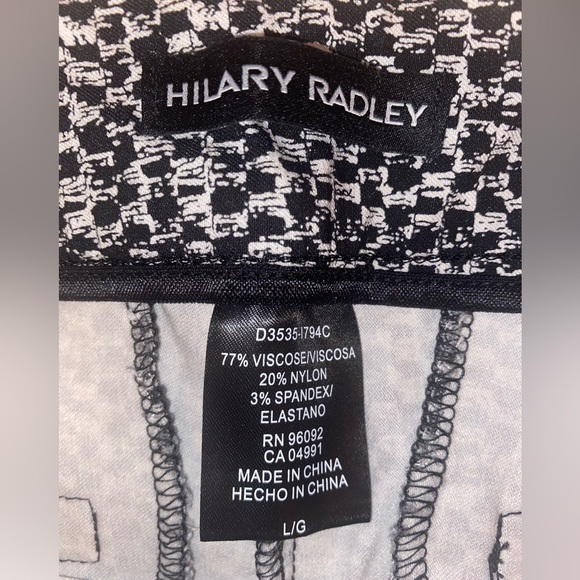 HILARY RADLEY
D3535-I794C
77% VISCOSE/VISCOSA
20% NYLON
3% SPANDEX/
ELASTANO
RN 96092
CA 04991
MADE IN CHINA
HECHO IN CHINA
L/G